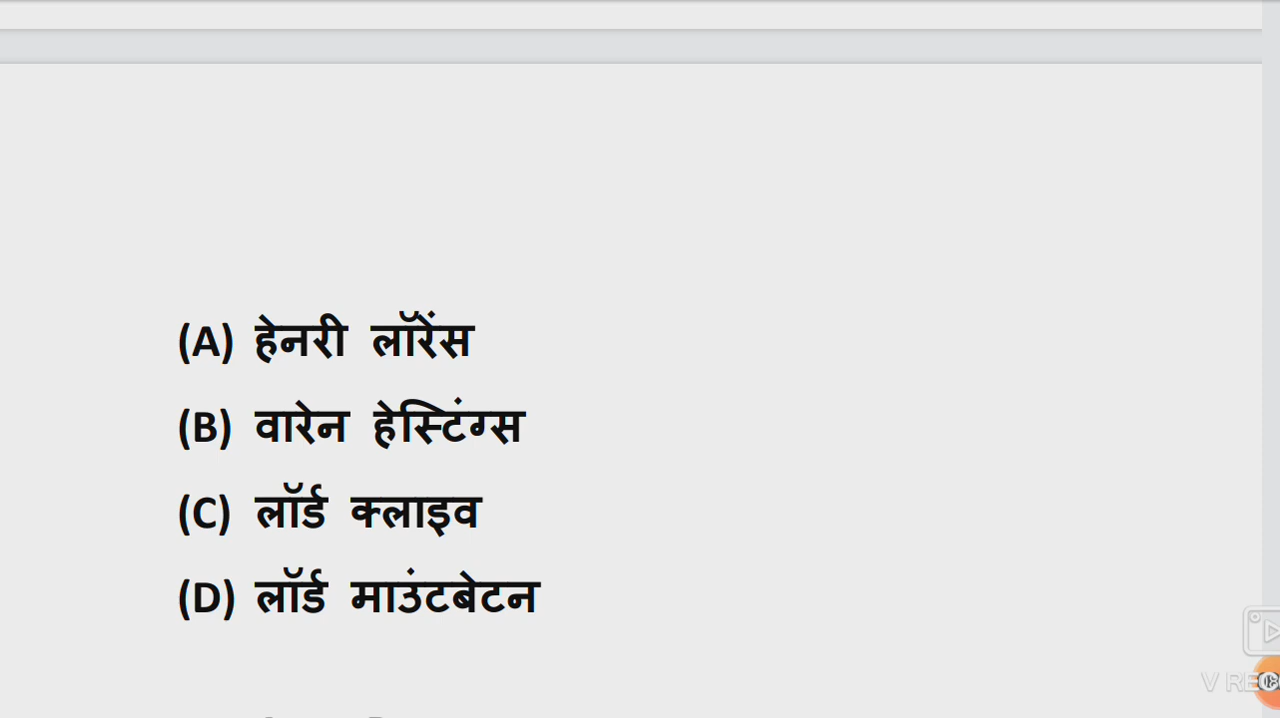 (A) हेनरी लॉरेंस
(B) वारेन हेस्टिंग्स
(C) लॉर्ड क्लाइव
(D) लॉर्ड माउंटबेटन